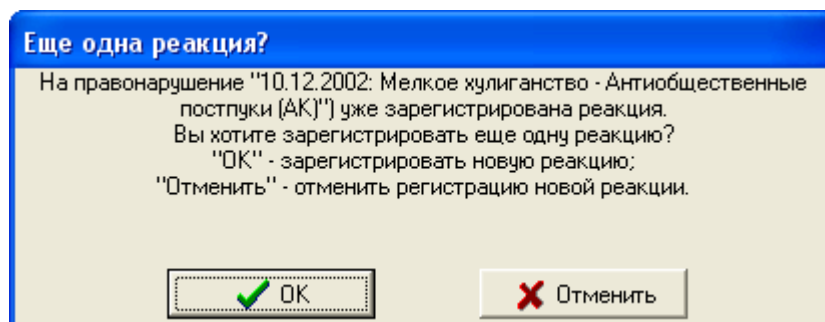 Еще одна реакция?
На правонарушение "10.12.2002: Мелкое хулиганство - Антиобщественные
постпуки (АК)") уже зарегистрирована реакция.
Вы хотите зарегистрировать еще одну реакцию?
"ОК" - зарегистрировать новую реакцию;
"Отменить" - отменить регистрацию новой реакции.
OK
Отменить